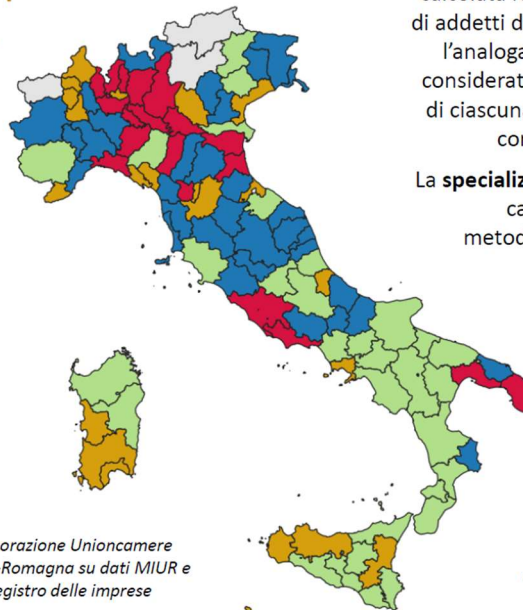 di addetti d
l'analoga
considerat
di ciascun
con
La specializ
ca
metod
orazione Unioncamere
-Romagna su dati MIUR e
egistro delle imprese